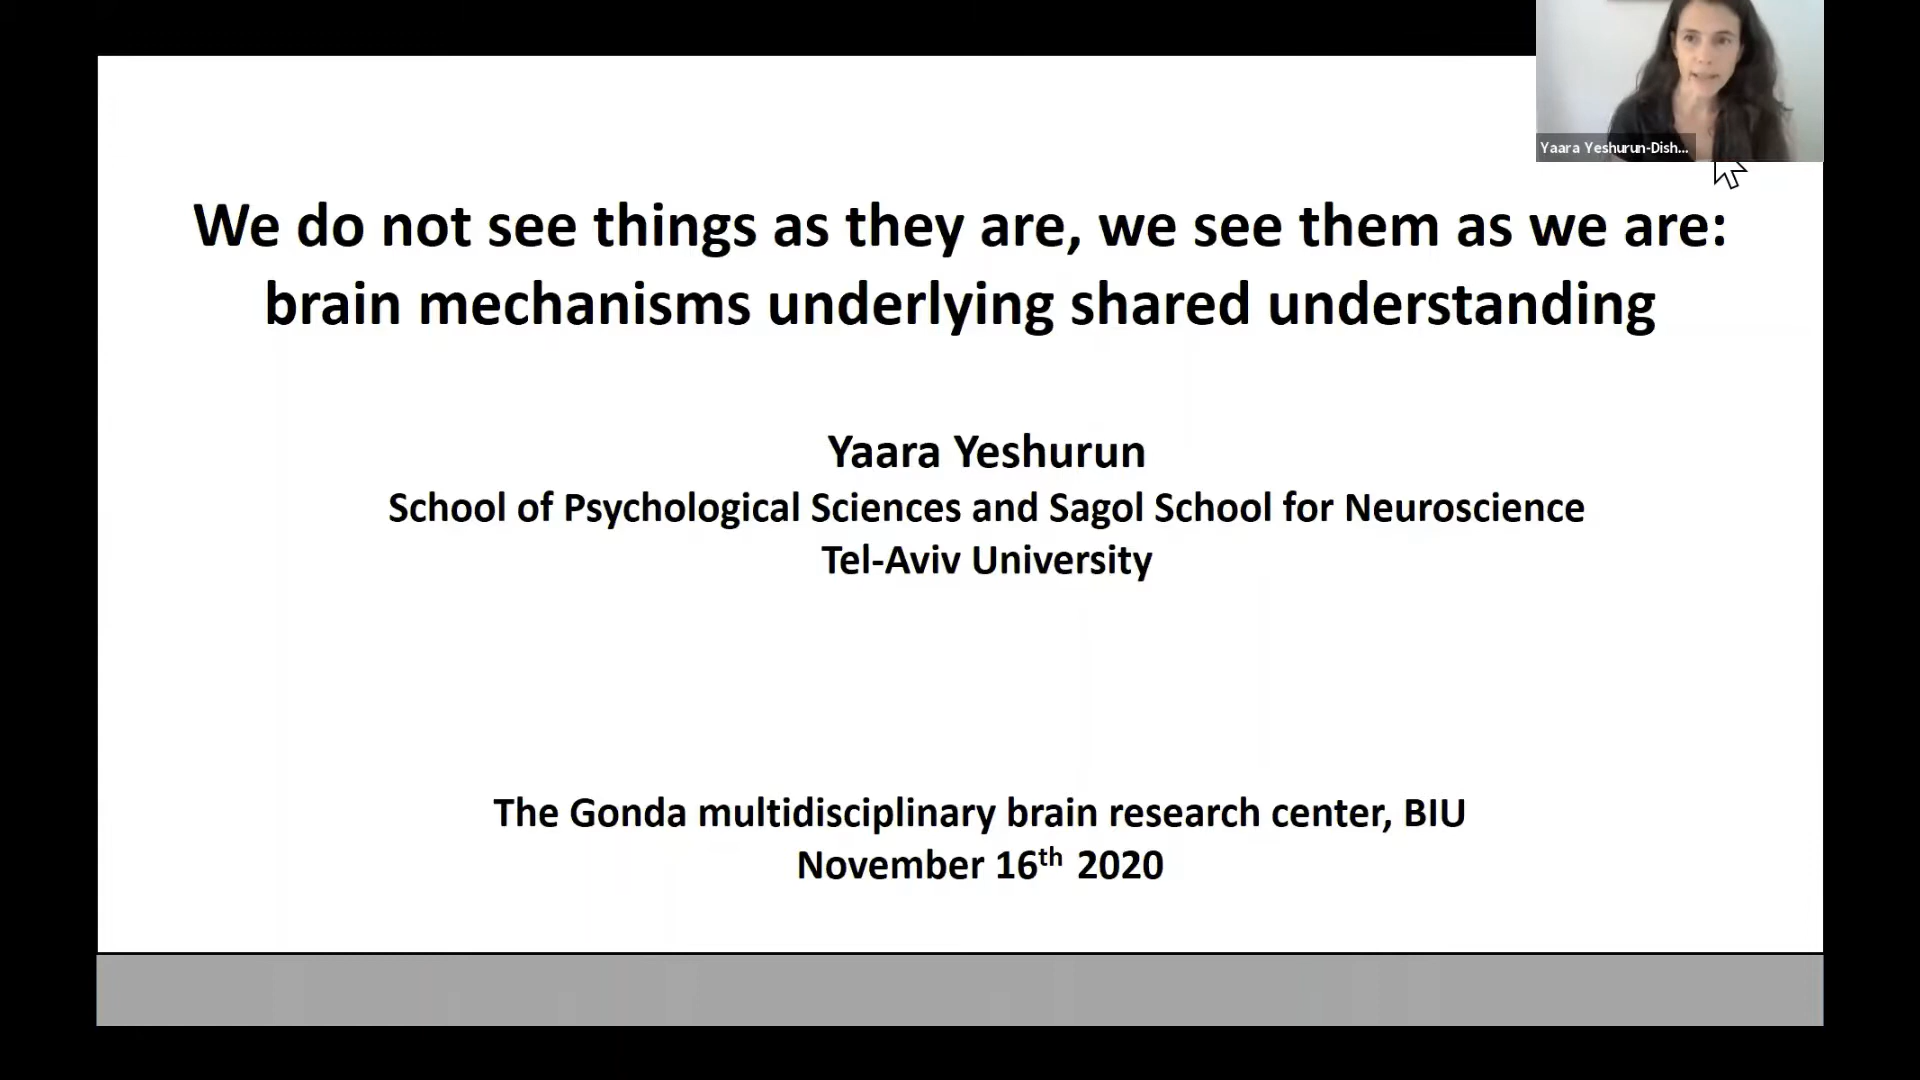 Yaara Yeshurun-Dish...
We do not see things as they are, we see them as we are:
brain mechanisms underlying shared understanding
Yaara Yeshurun
School of Psychological Sciences and Sagol School for Neuroscience
Tel-Aviv University
The Gonda multidisciplinary brain research center, BIU
November 16th 2020